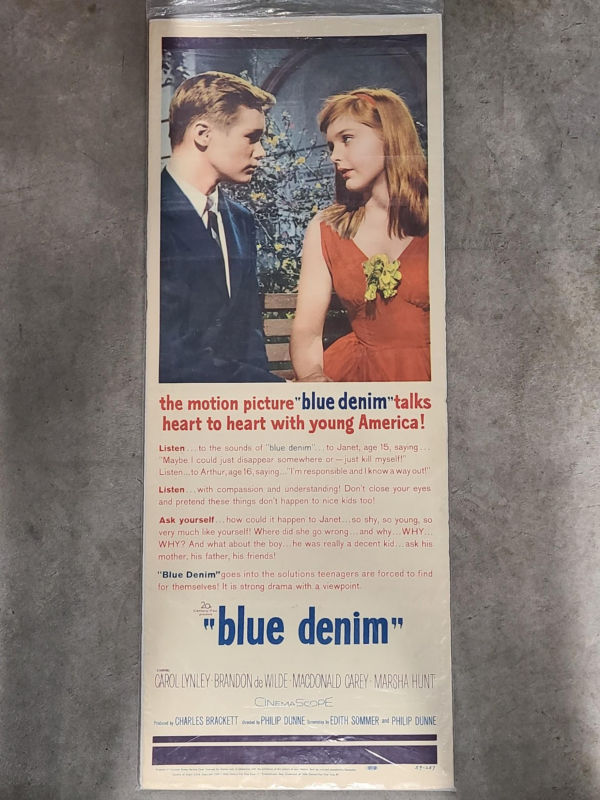 the motion picture "blue denim" talks
heart to heart with young America!
Listen...to the sounds of "blue denim"...to Janet, age 15, saying...
"Maybe I could just disappear somewhere or—just kill myself!"
Listen...to Arthur, age 16, saying..."I'm responsible and I know a way out!"
Listen...with compassion and understanding! Don't close your eyes
and pretend these things don't happen to nice kids too!
Ask yourself...how could it happen to Janet...so shy, so young, so
very much like yourself! Where did she go wrong...and why...WHY...
WHY? And what about the boy...he was really a decent kid...ask his
mother, his father, his friends!
"Blue Denim" goes into the solutions teenagers are forced to find
for themselves! It is strong drama with a viewpoint.
20th
Century-Fox
presents
"blue denim"
STARRING
CAROL LYNLEY · BRANDON de WILDE · MACDONALD CAREY · MARSHA HUNT
CINEMASCOPE
Produced by CHARLES BRACKETT Directed by PHILIP DUNNE Screenplay by EDITH SOMMER and PHILIP DUNNE
59-257